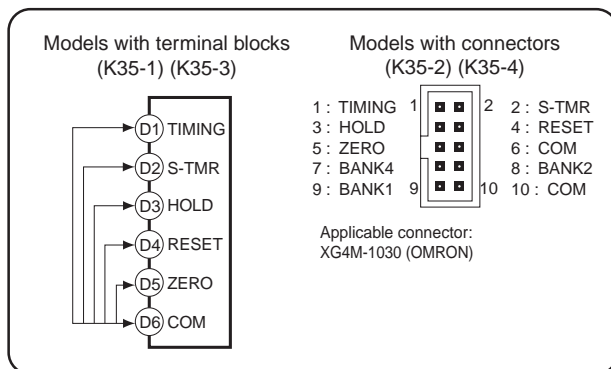 Models with terminal blocks
(K35-1) (K35-3)
D1 TIMING
D2 S-TMR
D3 HOLD
D4 RESET
D5 ZERO
D6 COM
Models with connectors
(K35-2) (K35-4)
1 : TIMING 1 2 2 : S-TMR
3 : HOLD 4 : RESET
5 : ZERO 6 : COM
7 : BANK4 8 : BANK2
9 : BANK1 9 10 10 : COM
Applicable connector:
XG4M-1030 (OMRON)